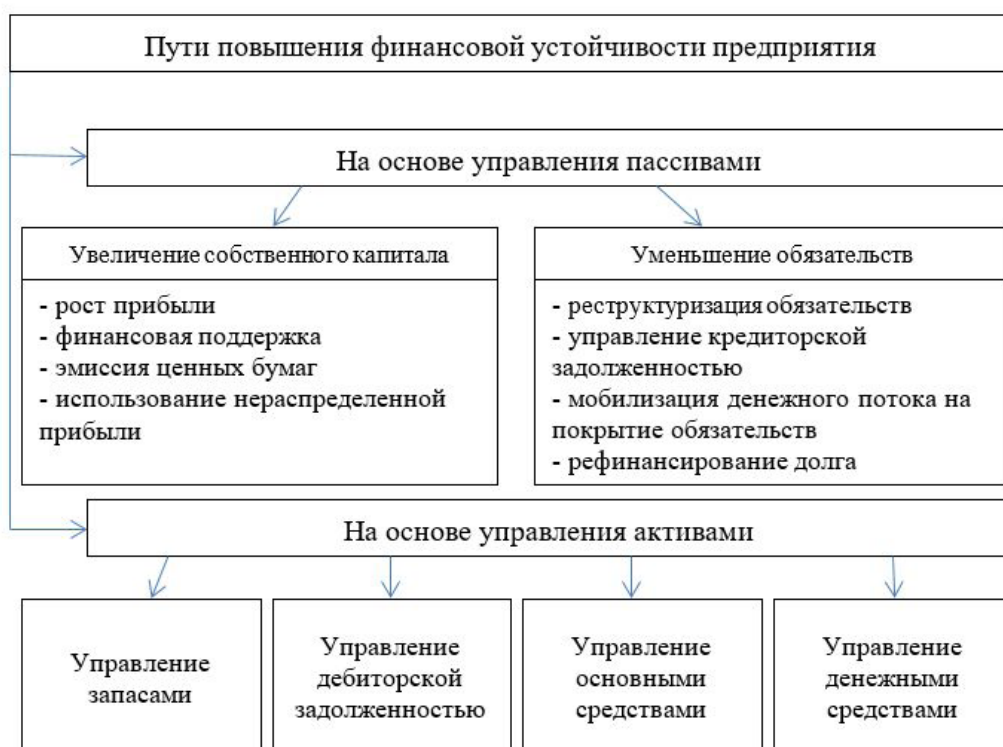 Пути повышения финансовой устойчивости предприятия
На основе управления пассивами
Увеличение собственного капитала
- рост прибыли
- финансовая поддержка
- эмиссия ценных бумаг
- использование нераспределенной
прибыли
Уменьшение обязательств
- реструктуризация обязательств
- управление кредиторской
задолженностью
- мобилизация денежного потока на
покрытие обязательств
- рефинансирование долга
На основе управления активами
Управление
запасами
Управление
дебиторской
задолженностью
Управление
основными
средствами
Управление
денежными
средствами